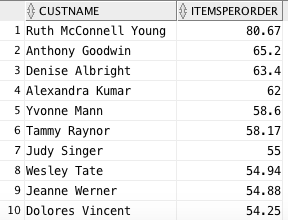 CUSTNAME ITEMSPERORDER
1 Ruth McConnell Young 80.67
2 Anthony Goodwin 65.2
3 Denise Albright 63.4
4 Alexandra Kumar 62
5 Yvonne Mann 58.6
6 Tammy Raynor 58.17
7 Judy Singer 55
8 Wesley Tate 54.94
9 Jeanne Werner 54.88
10 Dolores Vincent 54.25